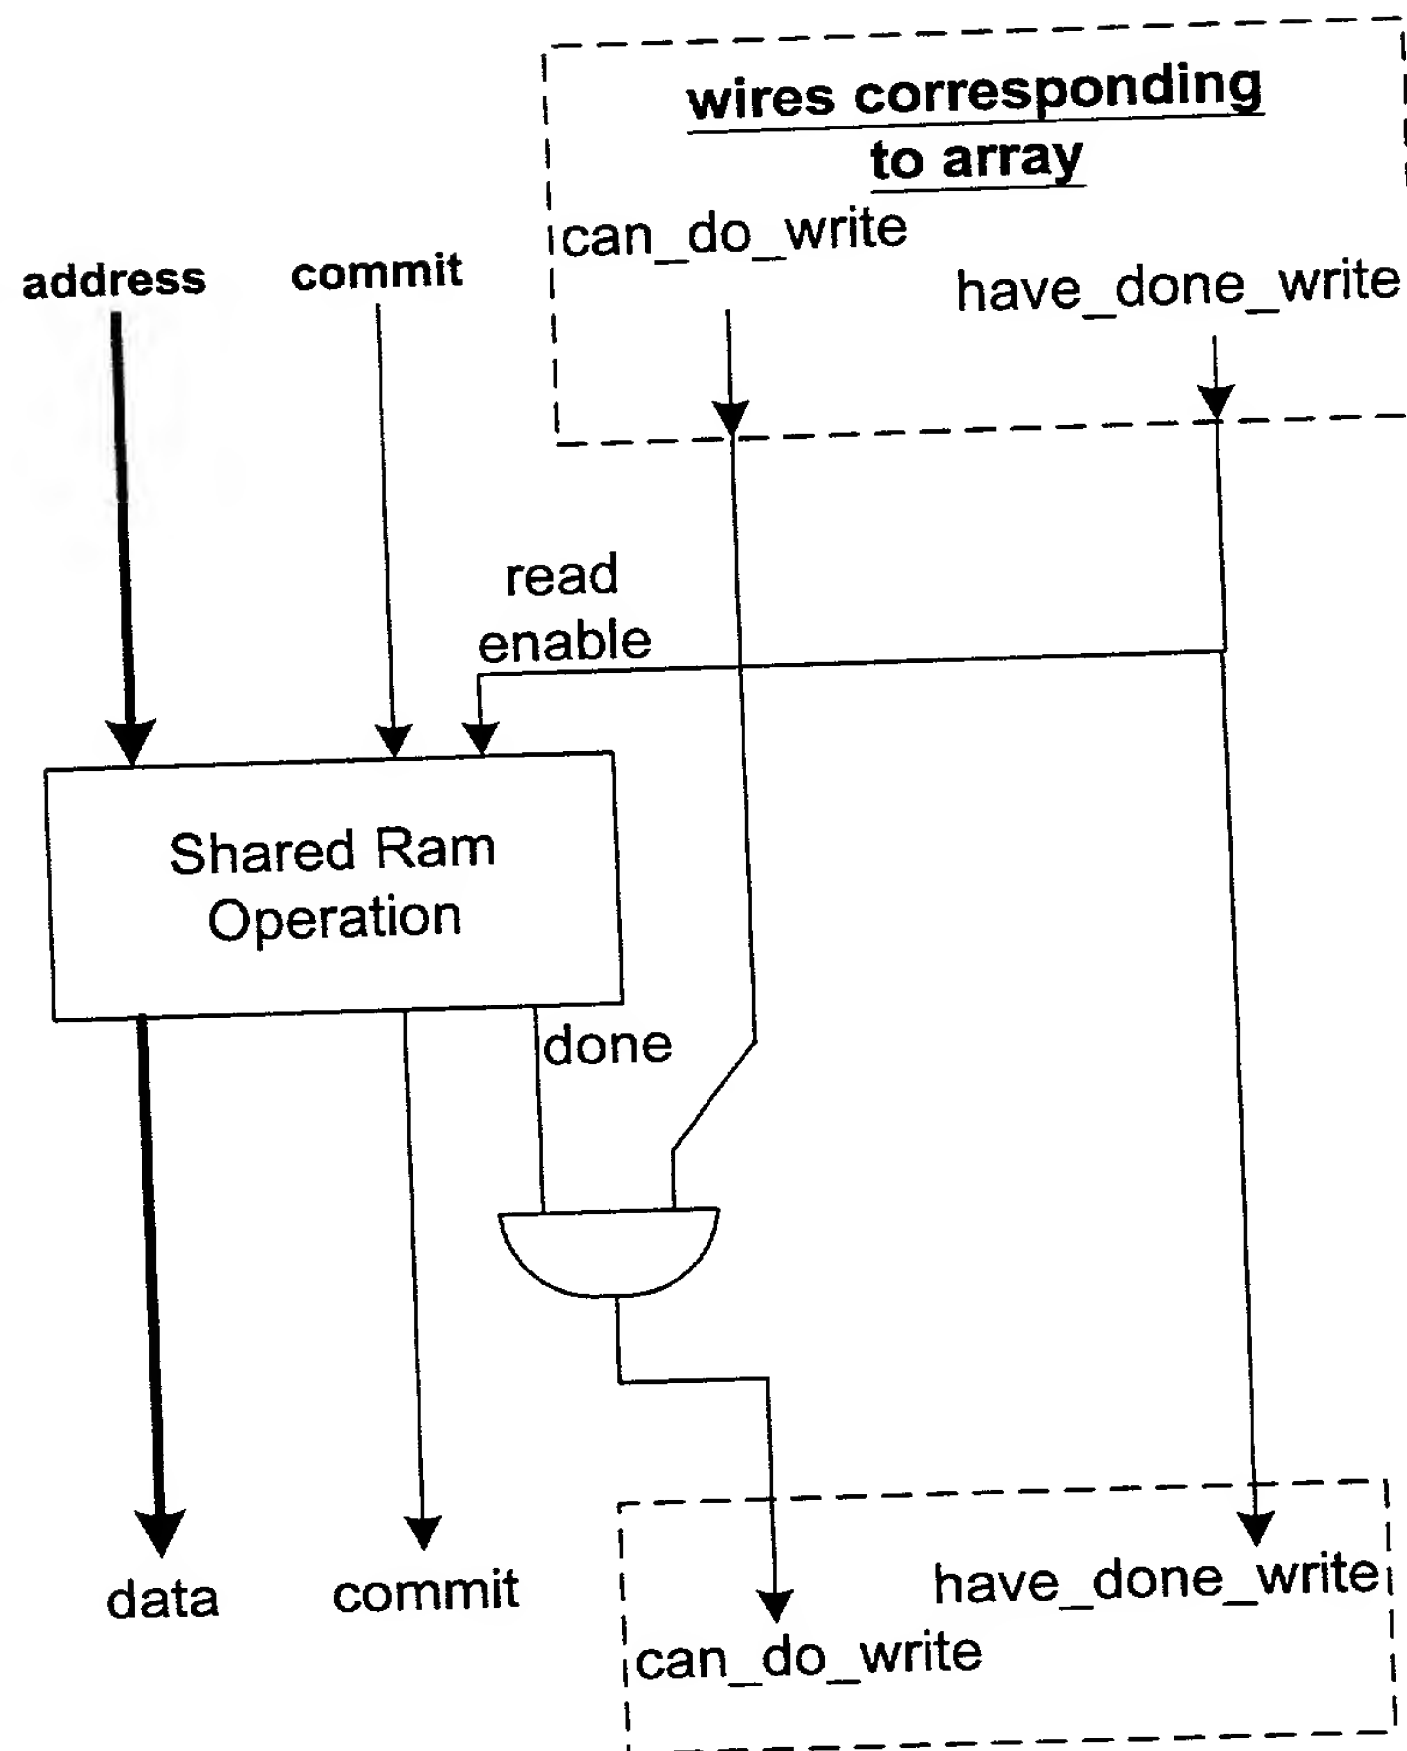 wires corresponding
to array
can_do_write
have_done_write
address
commit
read
enable
Shared Ram
Operation
done
data
commit
have_done_write
can_do_write